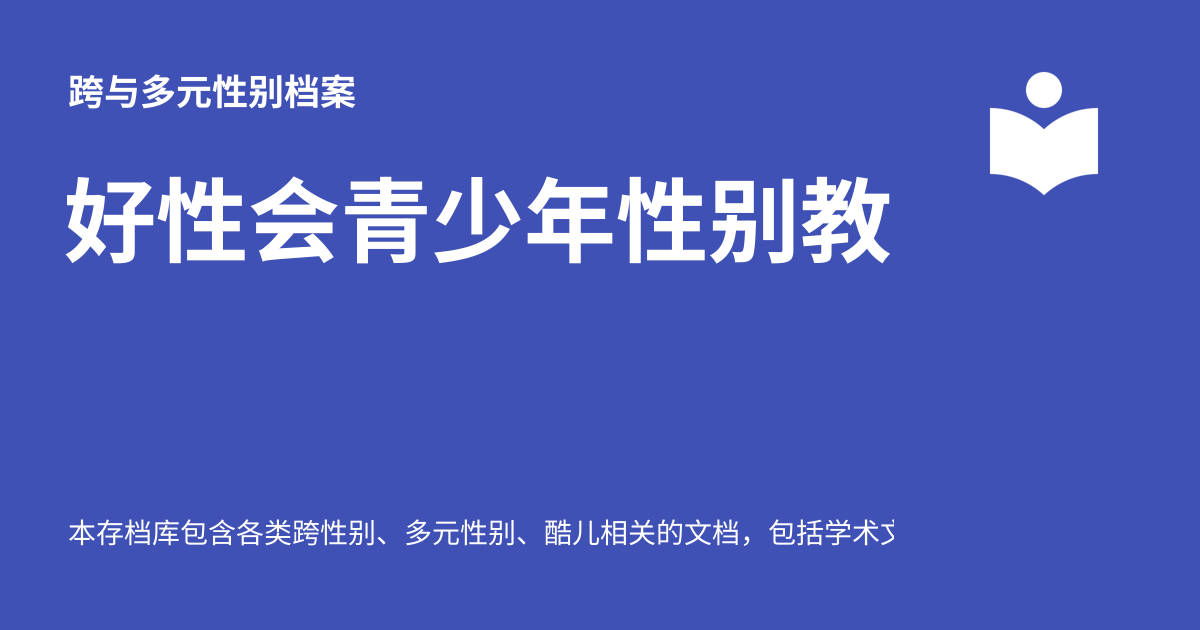 跨与多元性别档案
好性会青少年性别教
本存档库包含各类跨性别、多元性别、酷儿相关的文档，包括学术文